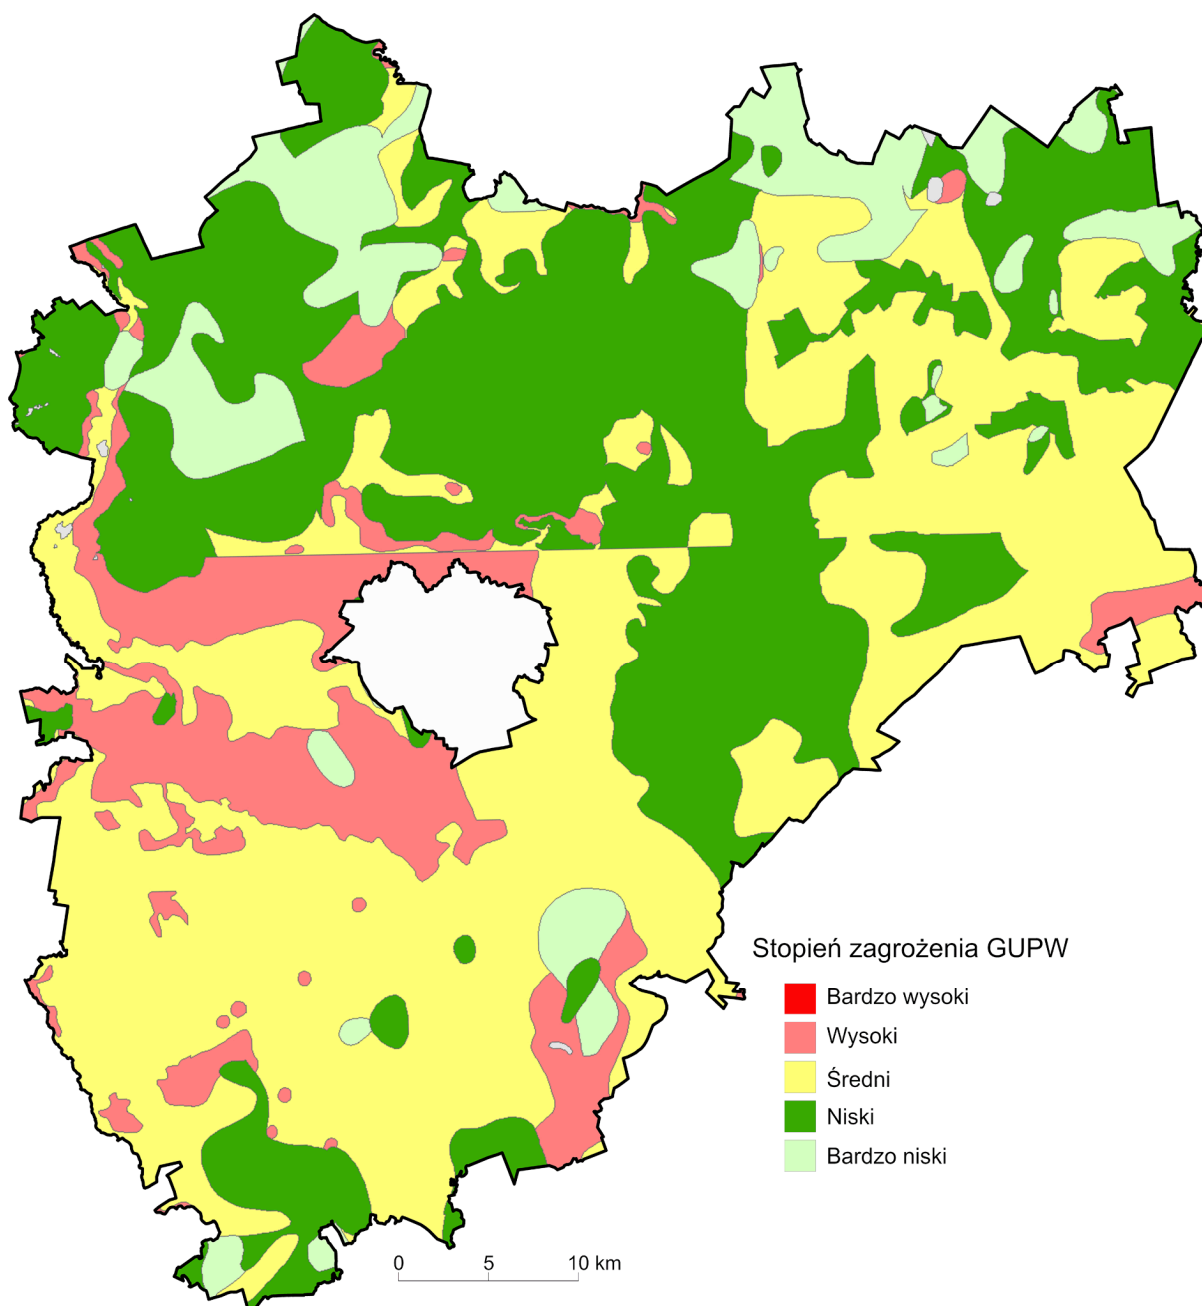 Stopień zagrożenia GUPW
Bardzo wysoki
Wysoki
Średni
Niski
Bardzo niski
0 5 10 km